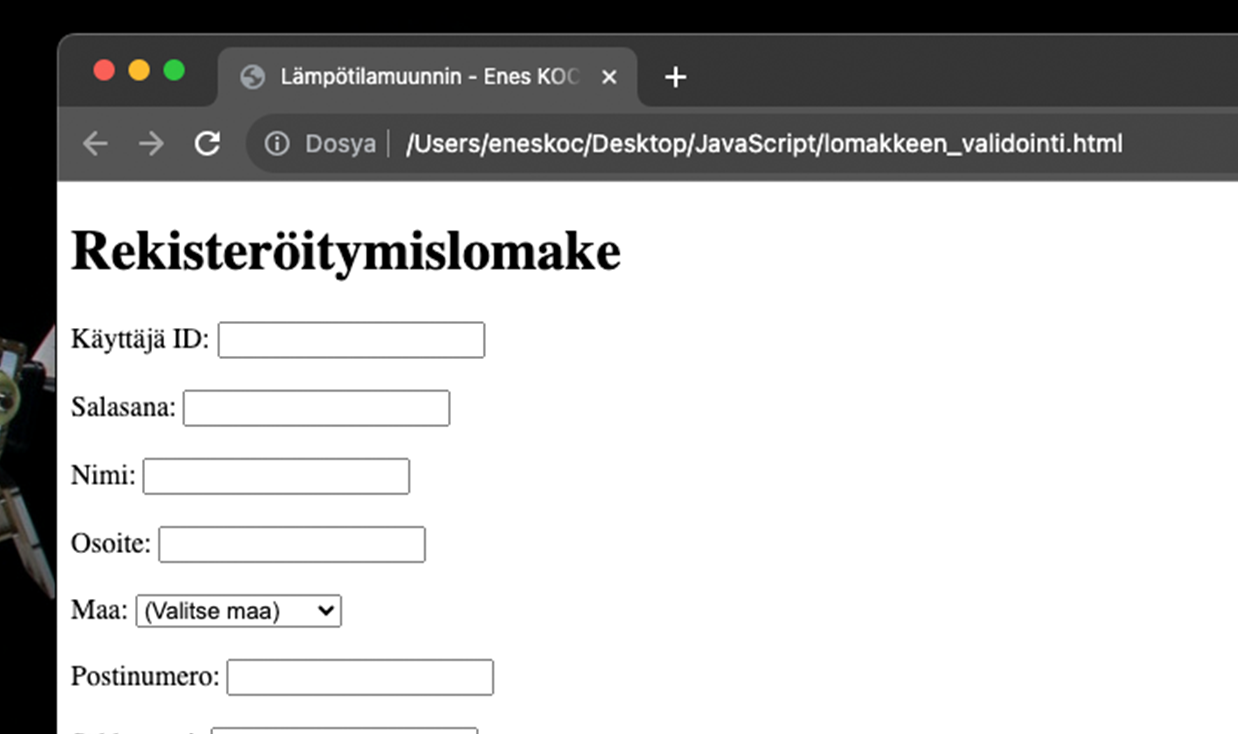 Lämpötilamuunnin - Enes KOC
Dosya /Users/eneskoc/Desktop/JavaScript/lomakkeen_validointi.html
Rekisteröitymislomake
Käyttäjä ID:
Salasana:
Nimi:
Osoite:
Maa: (Valitse maa)
Postinumero: